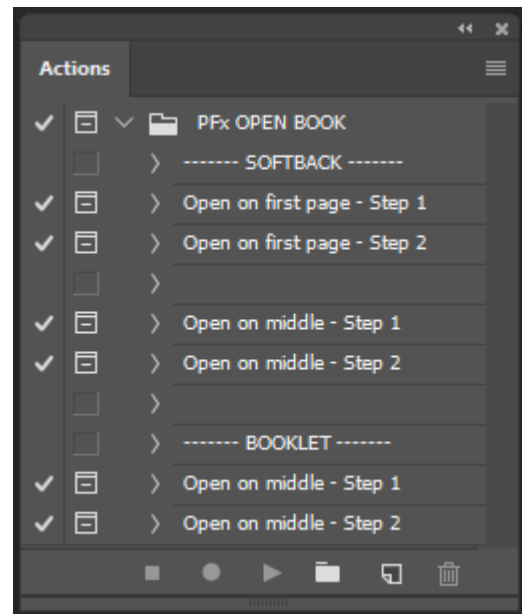 Actions
PFx OPEN BOOK
------- SOFTBACK -------
Open on first page - Step 1
Open on first page - Step 2
Open on middle - Step 1
Open on middle - Step 2
------- BOOKLET -------
Open on middle - Step 1
Open on middle - Step 2